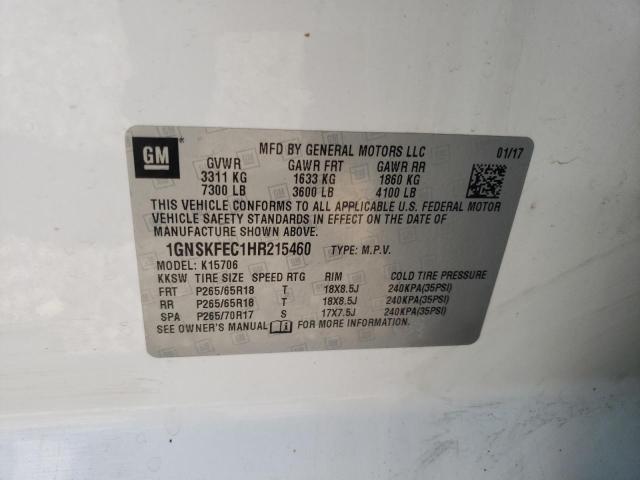 GM
MFD BY GENERAL MOTORS LLC 01/17
GVWR GAWR FRT GAWR RR
3311 KG 1633 KG 1860 KG
7300 LB 3600 LB 4100 LB
THIS VEHICLE CONFORMS TO ALL APPLICABLE U.S. FEDERAL MOTOR
VEHICLE SAFETY STANDARDS IN EFFECT ON THE DATE OF
MANUFACTURE SHOWN ABOVE.
1GNSKFEC1HR215460 TYPE: M.P.V.
MODEL: K15706
KKSW TIRE SIZE SPEED RTG RIM COLD TIRE PRESSURE
FRT P265/65R18 T 18X8.5J 240KPA(35PSI)
RR P265/65R18 T 18X8.5J 240KPA(35PSI)
SPA P265/70R17 S 17X7.5J 240KPA(35PSI)
SEE OWNER'S MANUAL FOR MORE INFORMATION.